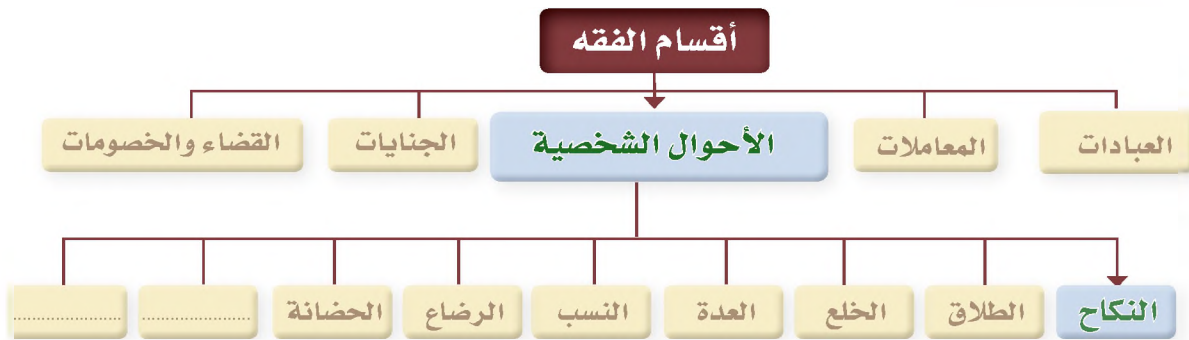 أقسام الفقه
العبادات
المعاملات
الأحوال الشخصية
الجنايات
القضاء والخصومات
النكاح
الطلاق
الخلع
العدة
النسب
الرضاع
الحضانة
......................
......................